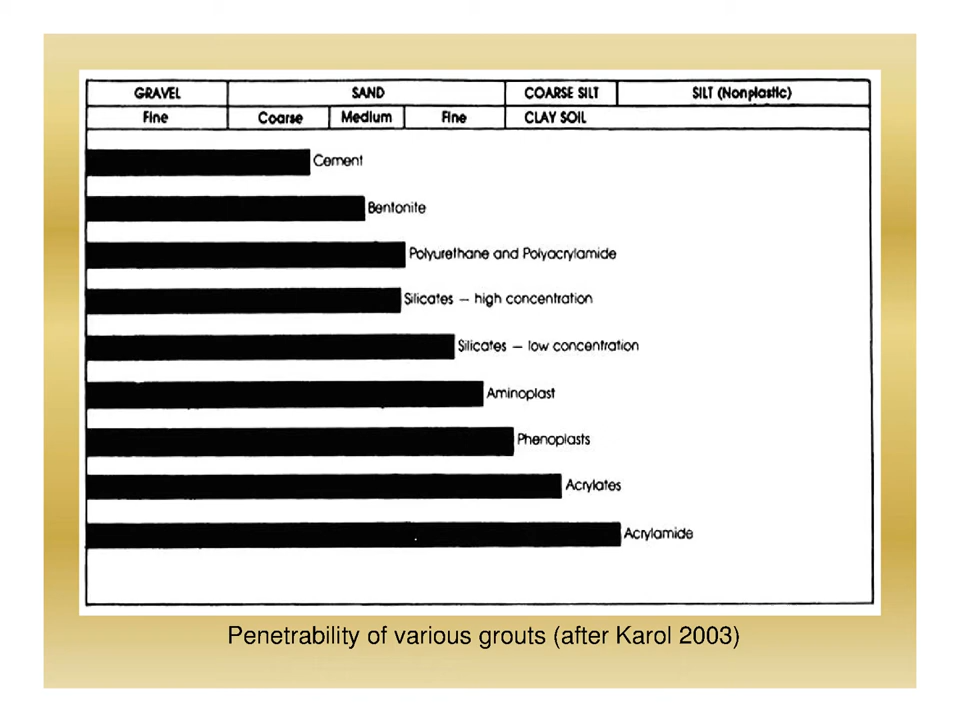 GRAVEL SAND COARSE SILT SILT (Nonplastic)
Fine Coarse Medium Fine CLAY SOIL
Cement
Bentonite
Polyurethane and Polyacrylamide
Silicates – high concentration
Silicates – low concentration
Aminoplast
Phenoplasts
Acrylates
Acrylamide
Penetrability of various grouts (after Karol 2003)